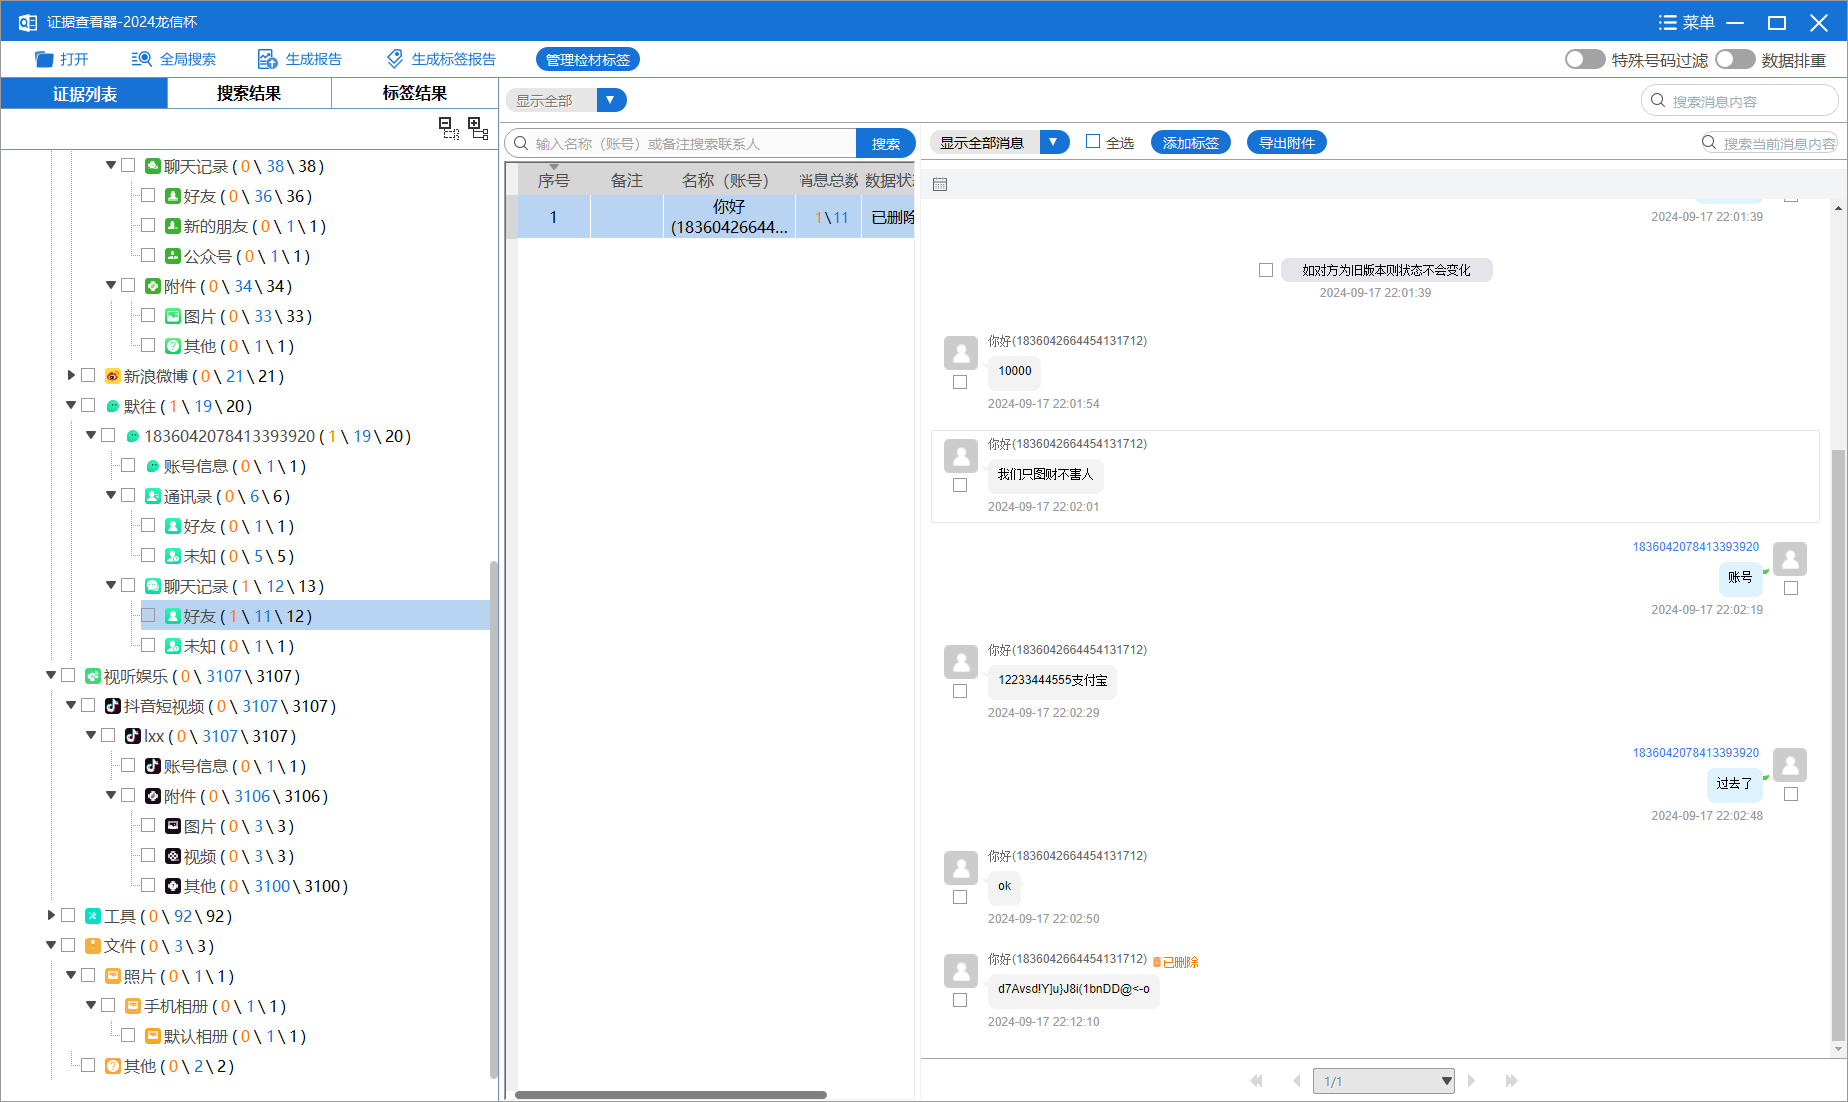 证据查看器-2024龙信杯
菜单
打开
全局搜索
生成报告
生成标签报告
管理检材标签
特殊号码过滤
数据排重
证据列表
搜索结果
标签结果
聊天记录 ( 0 \ 38 \ 38 )
好友 ( 0 \ 36 \ 36 )
新的朋友 ( 0 \ 1 \ 1 )
公众号 ( 0 \ 1 \ 1 )
附件 ( 0 \ 34 \ 34 )
图片 ( 0 \ 33 \ 33 )
其他 ( 0 \ 1 \ 1 )
新浪微博 ( 0 \ 21 \ 21 )
默往 ( 1 \ 19 \ 20 )
1836042078413393920 ( 1 \ 19 \ 20 )
账号信息 ( 0 \ 1 \ 1 )
通讯录 ( 0 \ 6 \ 6 )
好友 ( 0 \ 1 \ 1 )
未知 ( 0 \ 5 \ 5 )
聊天记录 ( 1 \ 12 \ 13 )
好友 ( 1 \ 11 \ 12 )
未知 ( 0 \ 1 \ 1 )
视听娱乐 ( 0 \ 3107 \ 3107 )
抖音短视频 ( 0 \ 3107 \ 3107 )
lxx ( 0 \ 3107 \ 3107 )
账号信息 ( 0 \ 1 \ 1 )
附件 ( 0 \ 3106 \ 3106 )
图片 ( 0 \ 3 \ 3 )
视频 ( 0 \ 3 \ 3 )
其他 ( 0 \ 3100 \ 3100 )
工具 ( 0 \ 92 \ 92 )
文件 ( 0 \ 3 \ 3 )
照片 ( 0 \ 1 \ 1 )
手机相册 ( 0 \ 1 \ 1 )
默认相册 ( 0 \ 1 \ 1 )
其他 ( 0 \ 2 \ 2 )
显示全部
搜索消息内容
输入名称（账号）或备注搜索联系人
搜索
序号 备注 名称（账号） 消息总数 数据状
1 你好 1\11 已删除
(18360426644...
显示全部消息
全选
添加标签
导出附件
搜索当前消息内容
2024-09-17 22:01:39
如对方为旧版本则状态不会变化
2024-09-17 22:01:39
你好(1836042664454131712)
10000
2024-09-17 22:01:54
你好(1836042664454131712)
我们只图财不害人
2024-09-17 22:02:01
1836042078413393920
账号
2024-09-17 22:02:19
你好(1836042664454131712)
12233444555支付宝
2024-09-17 22:02:29
1836042078413393920
过去了
2024-09-17 22:02:48
你好(1836042664454131712)
ok
2024-09-17 22:02:50
你好(1836042664454131712) 已删除
d7Avsd!Y]u}J8i(1bnDD@<-o
2024-09-17 22:12:10
1/1